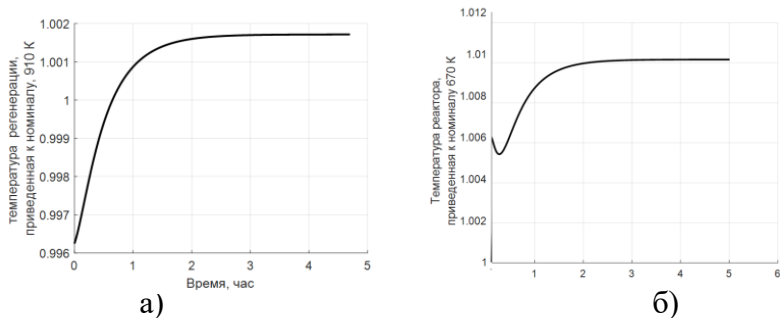 температура регенерации,
приведенная к номиналу, 910 К
1.002
1.001
1
0.999
0.998
0.997
0.996
0 1 2 3 4 5
Время, час
а)
Температура реактора,
приведенная к номиналу 670 К
1.012
1.01
1.008
1.006
1.004
1.002
1
1 2 3 4 5 6
б)